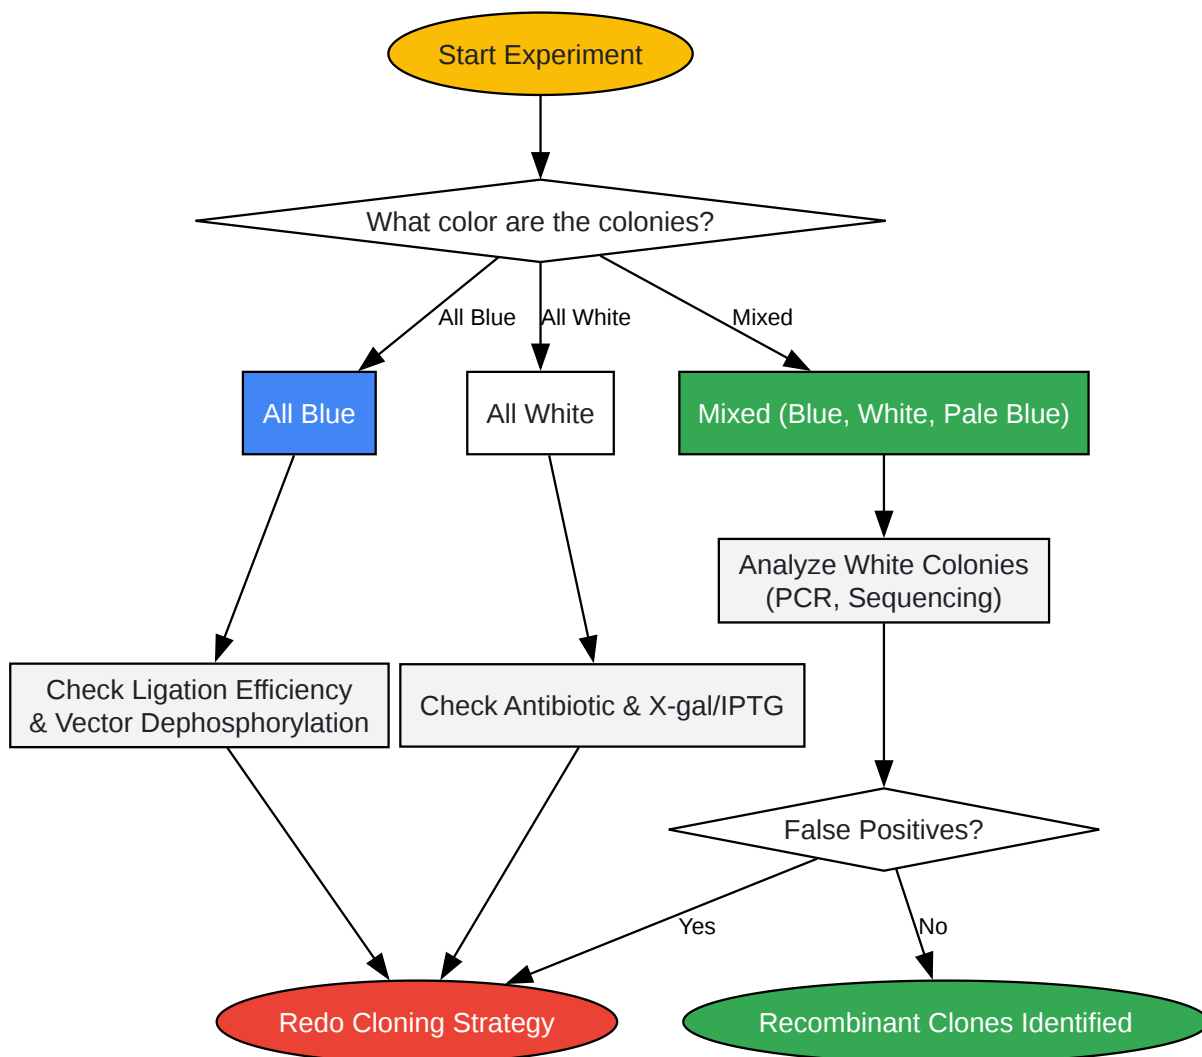 Start Experiment
What color are the colonies?
All Blue
All White
Mixed
All Blue
All White
Mixed (Blue, White, Pale Blue)
Analyze White Colonies
(PCR, Sequencing)
Check Ligation Efficiency
& Vector Dephosphorylation
Check Antibiotic & X-gal/IPTG
False Positives?
Yes
No
Redo Cloning Strategy
Recombinant Clones Identified